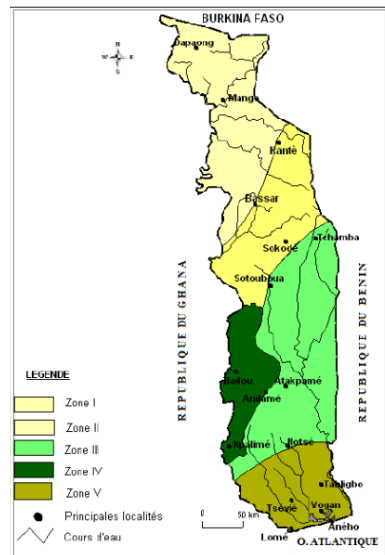 BURKINA FASO
Dapaong
N
W E
S
Mango
Kantè
Bassar
Sokodé
Tchamba
Sotouboua
REPUBLIQUE DU GHANA
REPUBLIQUE DU BENIN
LEGENDE
Zone I
Zone II
Zone III
Zone IV
Zone V
Principales localités
Cours d'eau
Badou
Atakpamé
Amlamé
Kpalimé
Notsé
Tabligbo
Tsévié
Vogan
Aného
Lomé
0 50 km
O. ATLANTIQUE